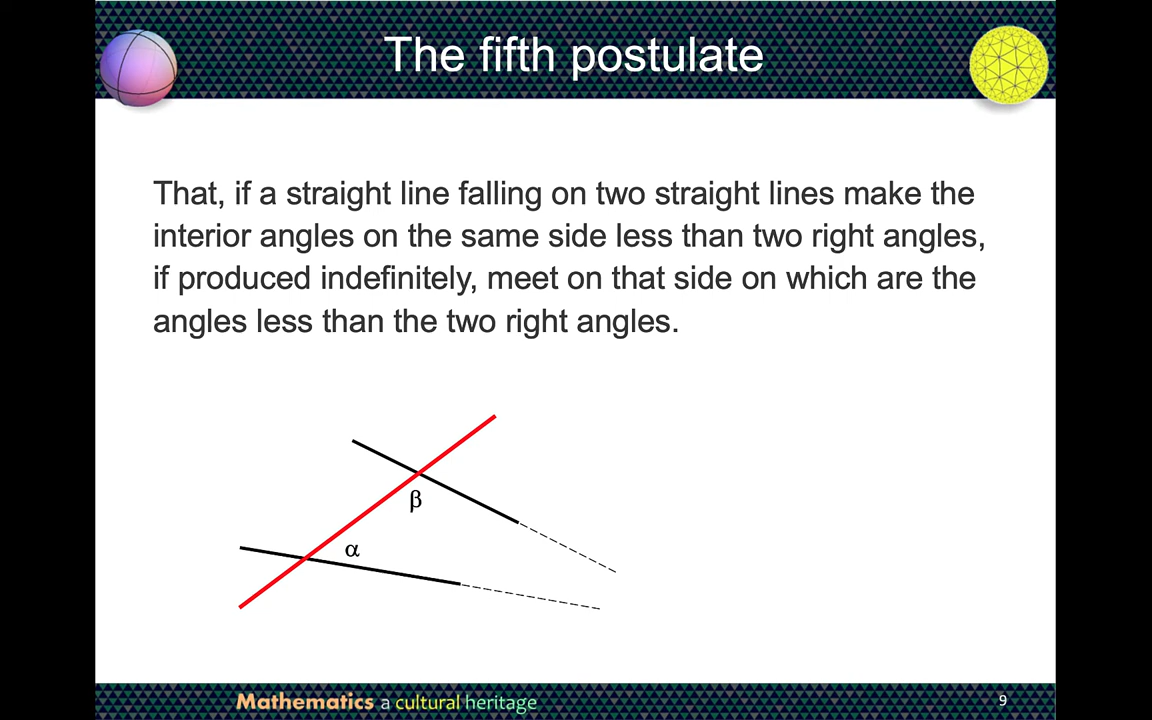 The fifth postulate
That, if a straight line falling on two straight lines make the
interior angles on the same side less than two right angles,
if produced indefinitely, meet on that side on which are the
angles less than the two right angles.
β
α
Mathematics a cultural heritage
9